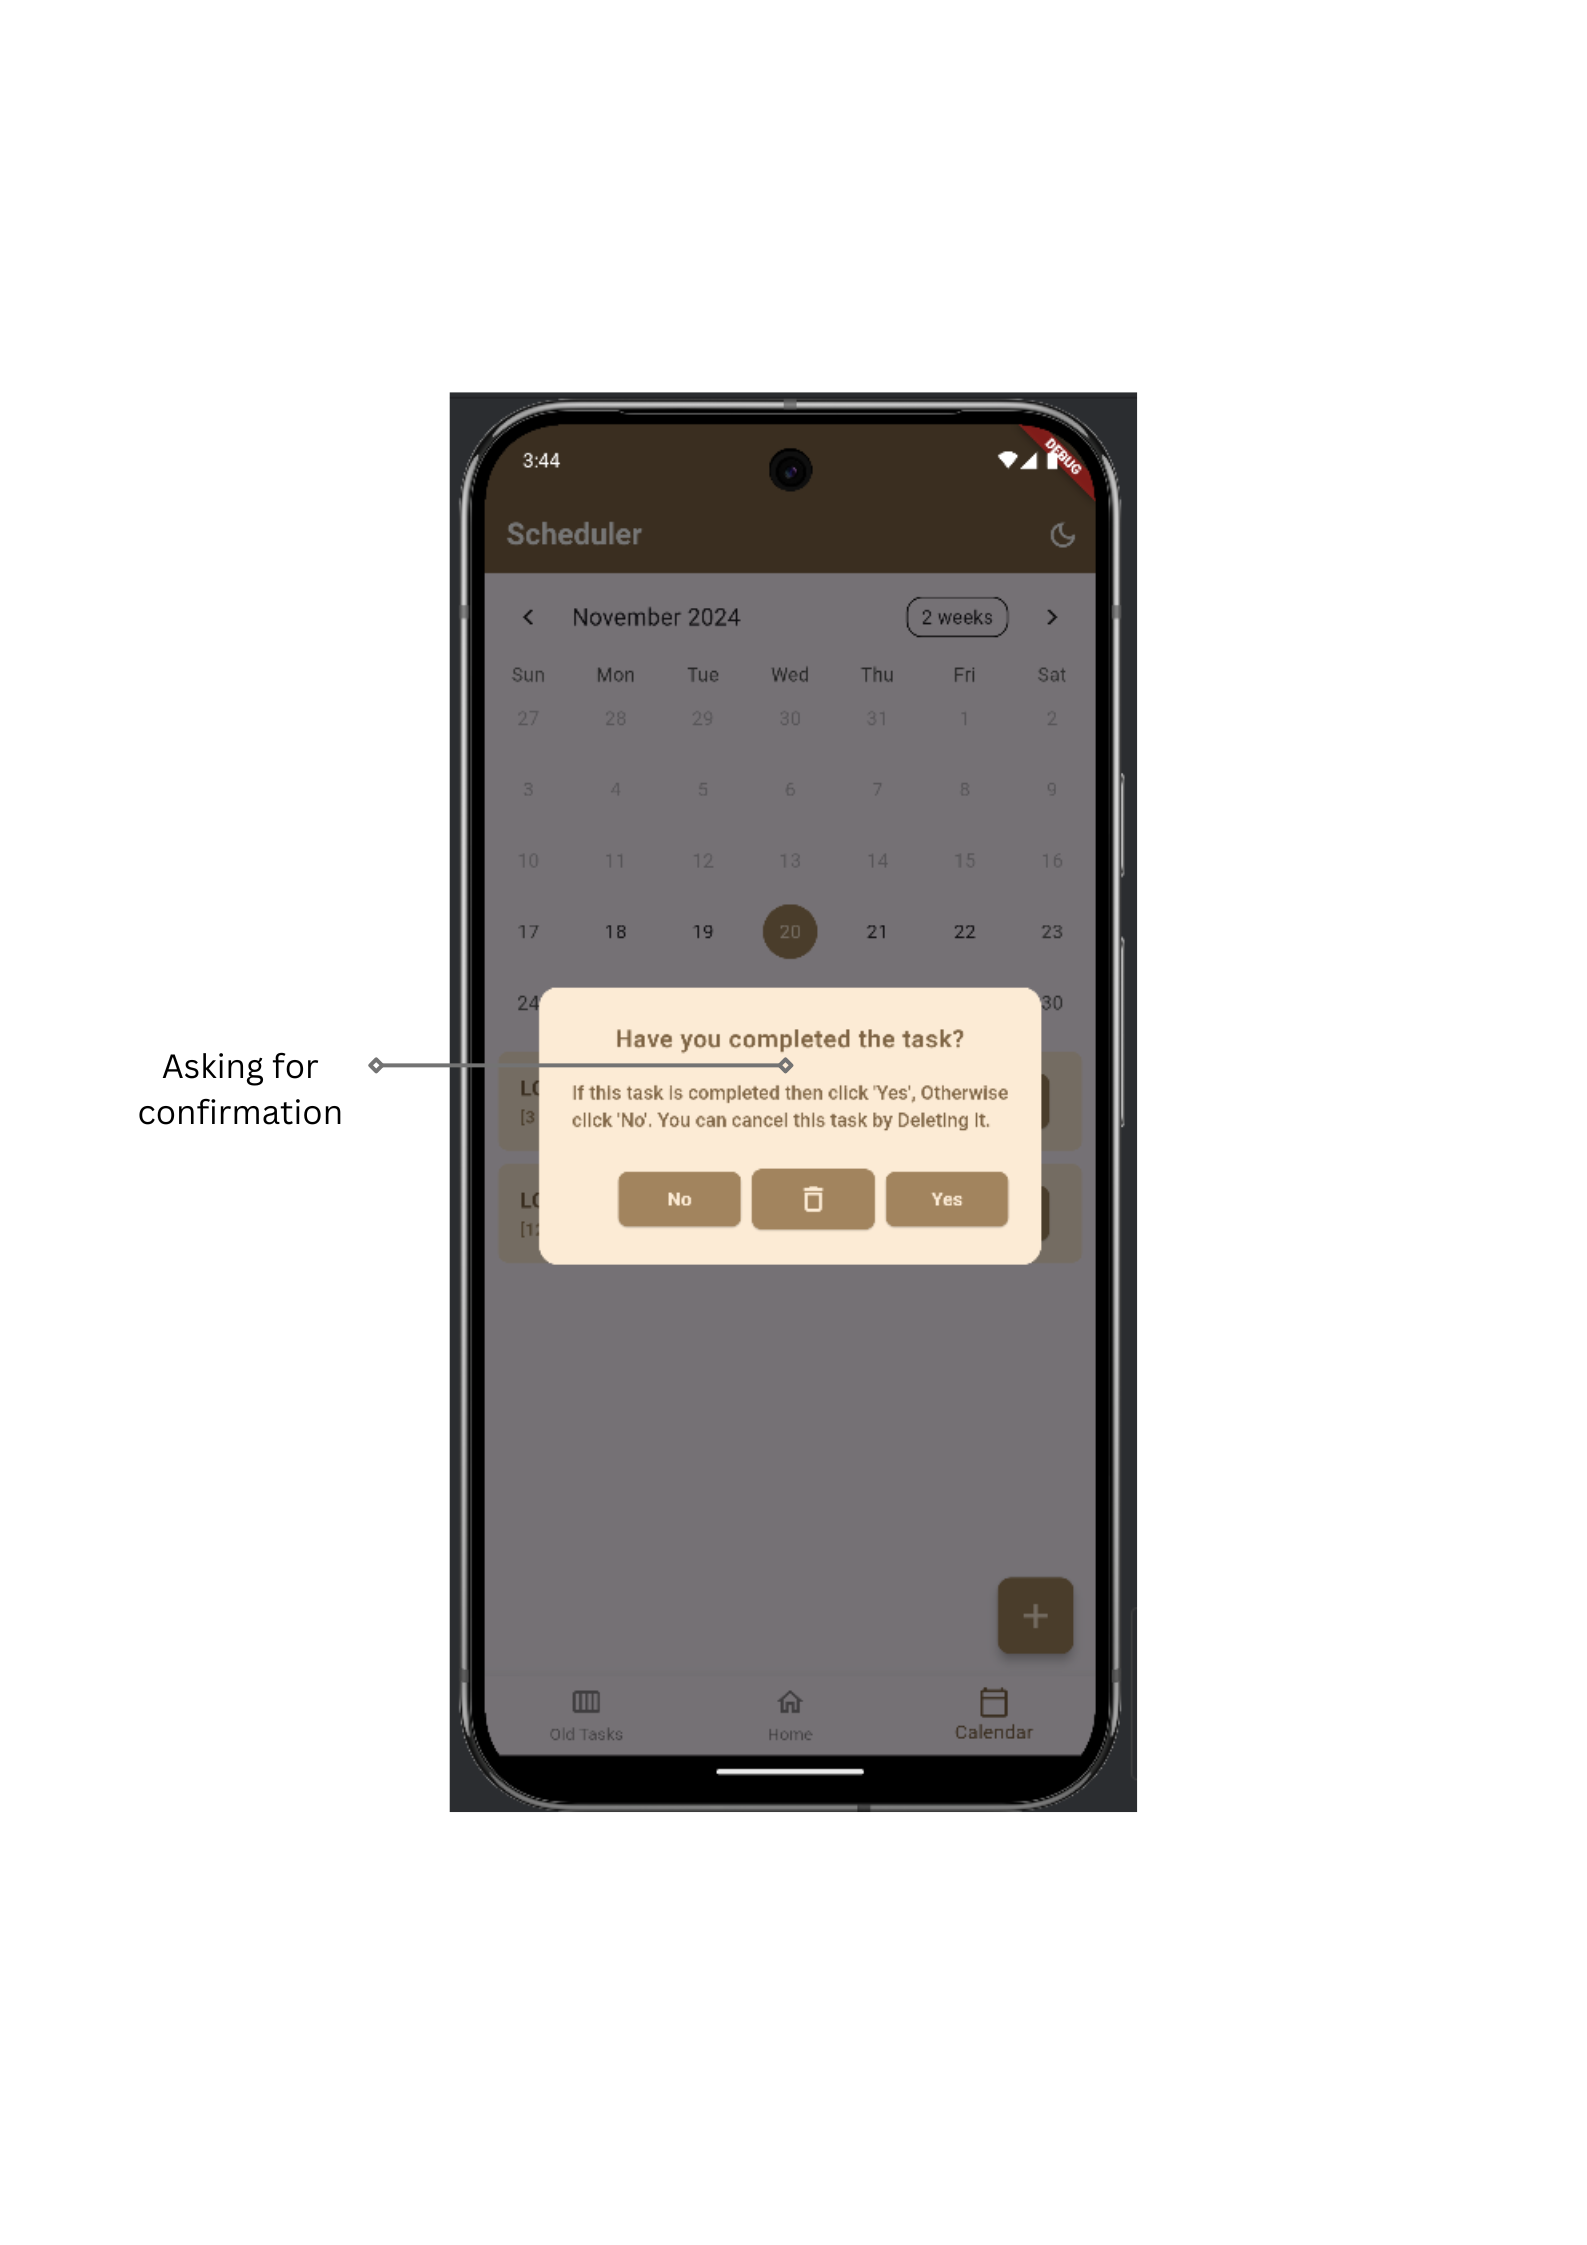 3:44
DEBUG
Scheduler
November 2024
2 weeks
Sun Mon Tue Wed Thu Fri Sat
27 28 29 30 31 1 2
3 4 5 6 7 8 9
10 11 12 13 14 15 16
17 18 19 20 21 22 23
24 30
Have you completed the task?
Asking for
confirmation
If this task is completed then click 'Yes', Otherwise
click 'No'. You can cancel this task by Deleting It.
No Yes
Old Tasks Home Calendar